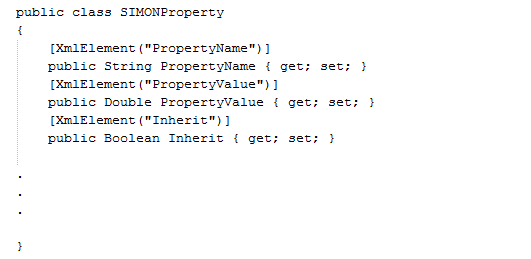 public class SIMONProperty
{
[XmlElement("PropertyName")]
public String PropertyName { get; set; }
[XmlElement("PropertyValue")]
public Double PropertyValue { get; set; }
[XmlElement("Inherit")]
public Boolean Inherit { get; set; }
.
.
.
}